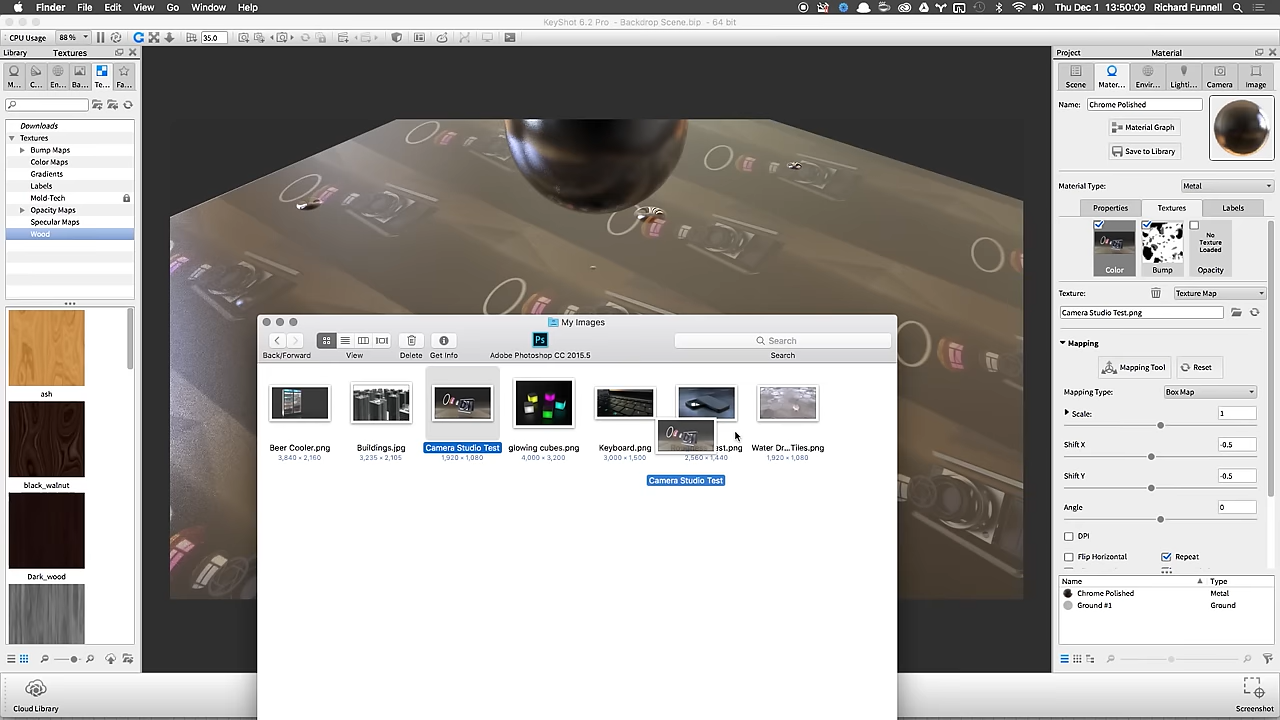 Finder File Edit View Go Window Help
Thu Dec 1 13:50:09 Richard Funnell
KeyShot 6.2 Pro - Backdrop Scene.bip - 64 bit
CPU Usage 88 % 35.0
Library Textures
M... C... En... Ba... Te... Fa...
Downloads
Textures
Bump Maps
Color Maps
Gradients
Labels
Mold-Tech
Opacity Maps
Specular Maps
Wood
ash
black_walnut
Dark_wood
Cloud Library
My Images
Back/Forward View Delete Get Info Adobe Photoshop CC 2015.5 Search
Search
Ps
Beer Cooler.png Buildings.jpg Camera Studio Test glowing cubes.png Keyboard.png est.png Water Dr...Tiles.png
3,840 × 2,160 3,235 × 2,105 1,920 × 1,080 4,000 × 3,200 3,000 × 1,500 2,560 × 1,440 1,920 × 1,080
Camera Studio Test
Project Material
Scene Mater... Envir... Lighti... Camera Image
Name: Chrome Polished
Material Graph
Save to Library
Material Type: Metal
Properties Textures Labels
No
Texture
Loaded
Color Bump Opacity
Texture: Texture Map
Camera Studio Test.png
Mapping
Mapping Tool Reset
Mapping Type: Box Map
Scale: 1
Shift X -0.5
Shift Y -0.5
Angle 0
DPI
Flip Horizontal Repeat
Name Type
Chrome Polished Metal
Ground #1 Ground
Screenshot